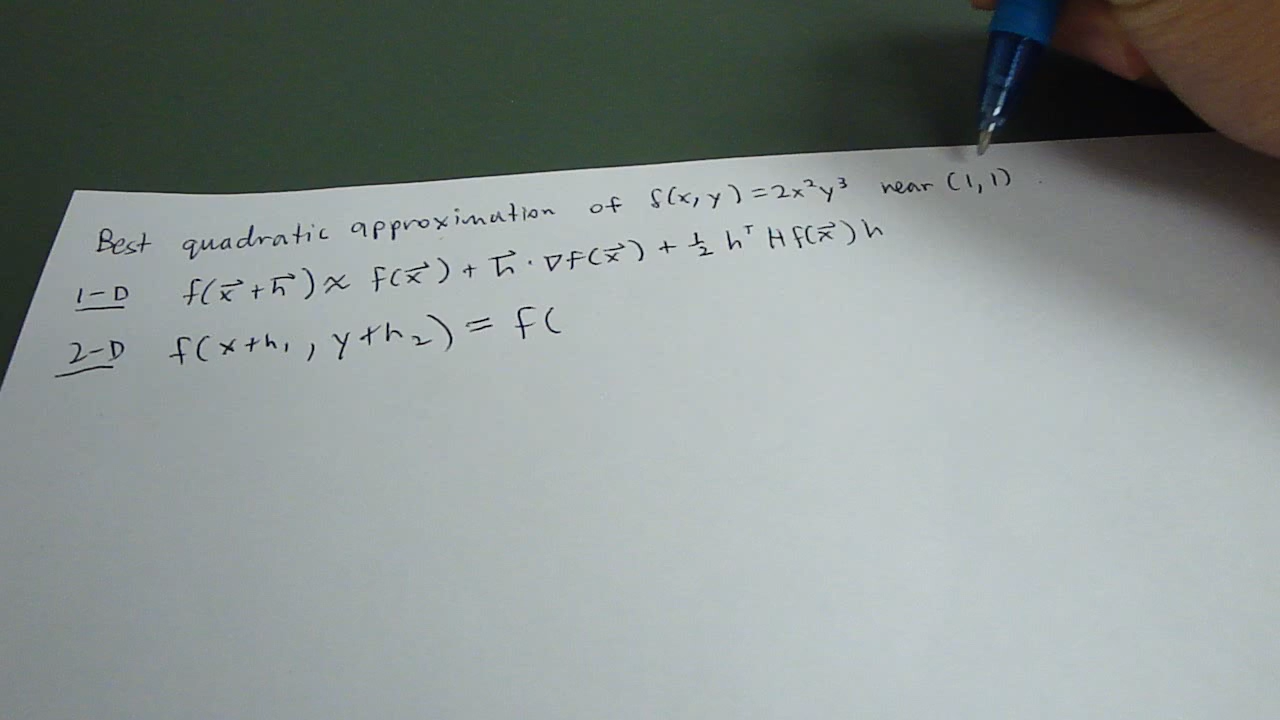 Best quadratic approximation of f(x,y)=2x²y³ near (1,1).
1-D f(x⃗+h⃗)≈ f(x⃗)+h⃗·∇f(x⃗)+½ hᵀ Hf(x⃗)h
2-D f(x+h₁, y+h₂)= f(